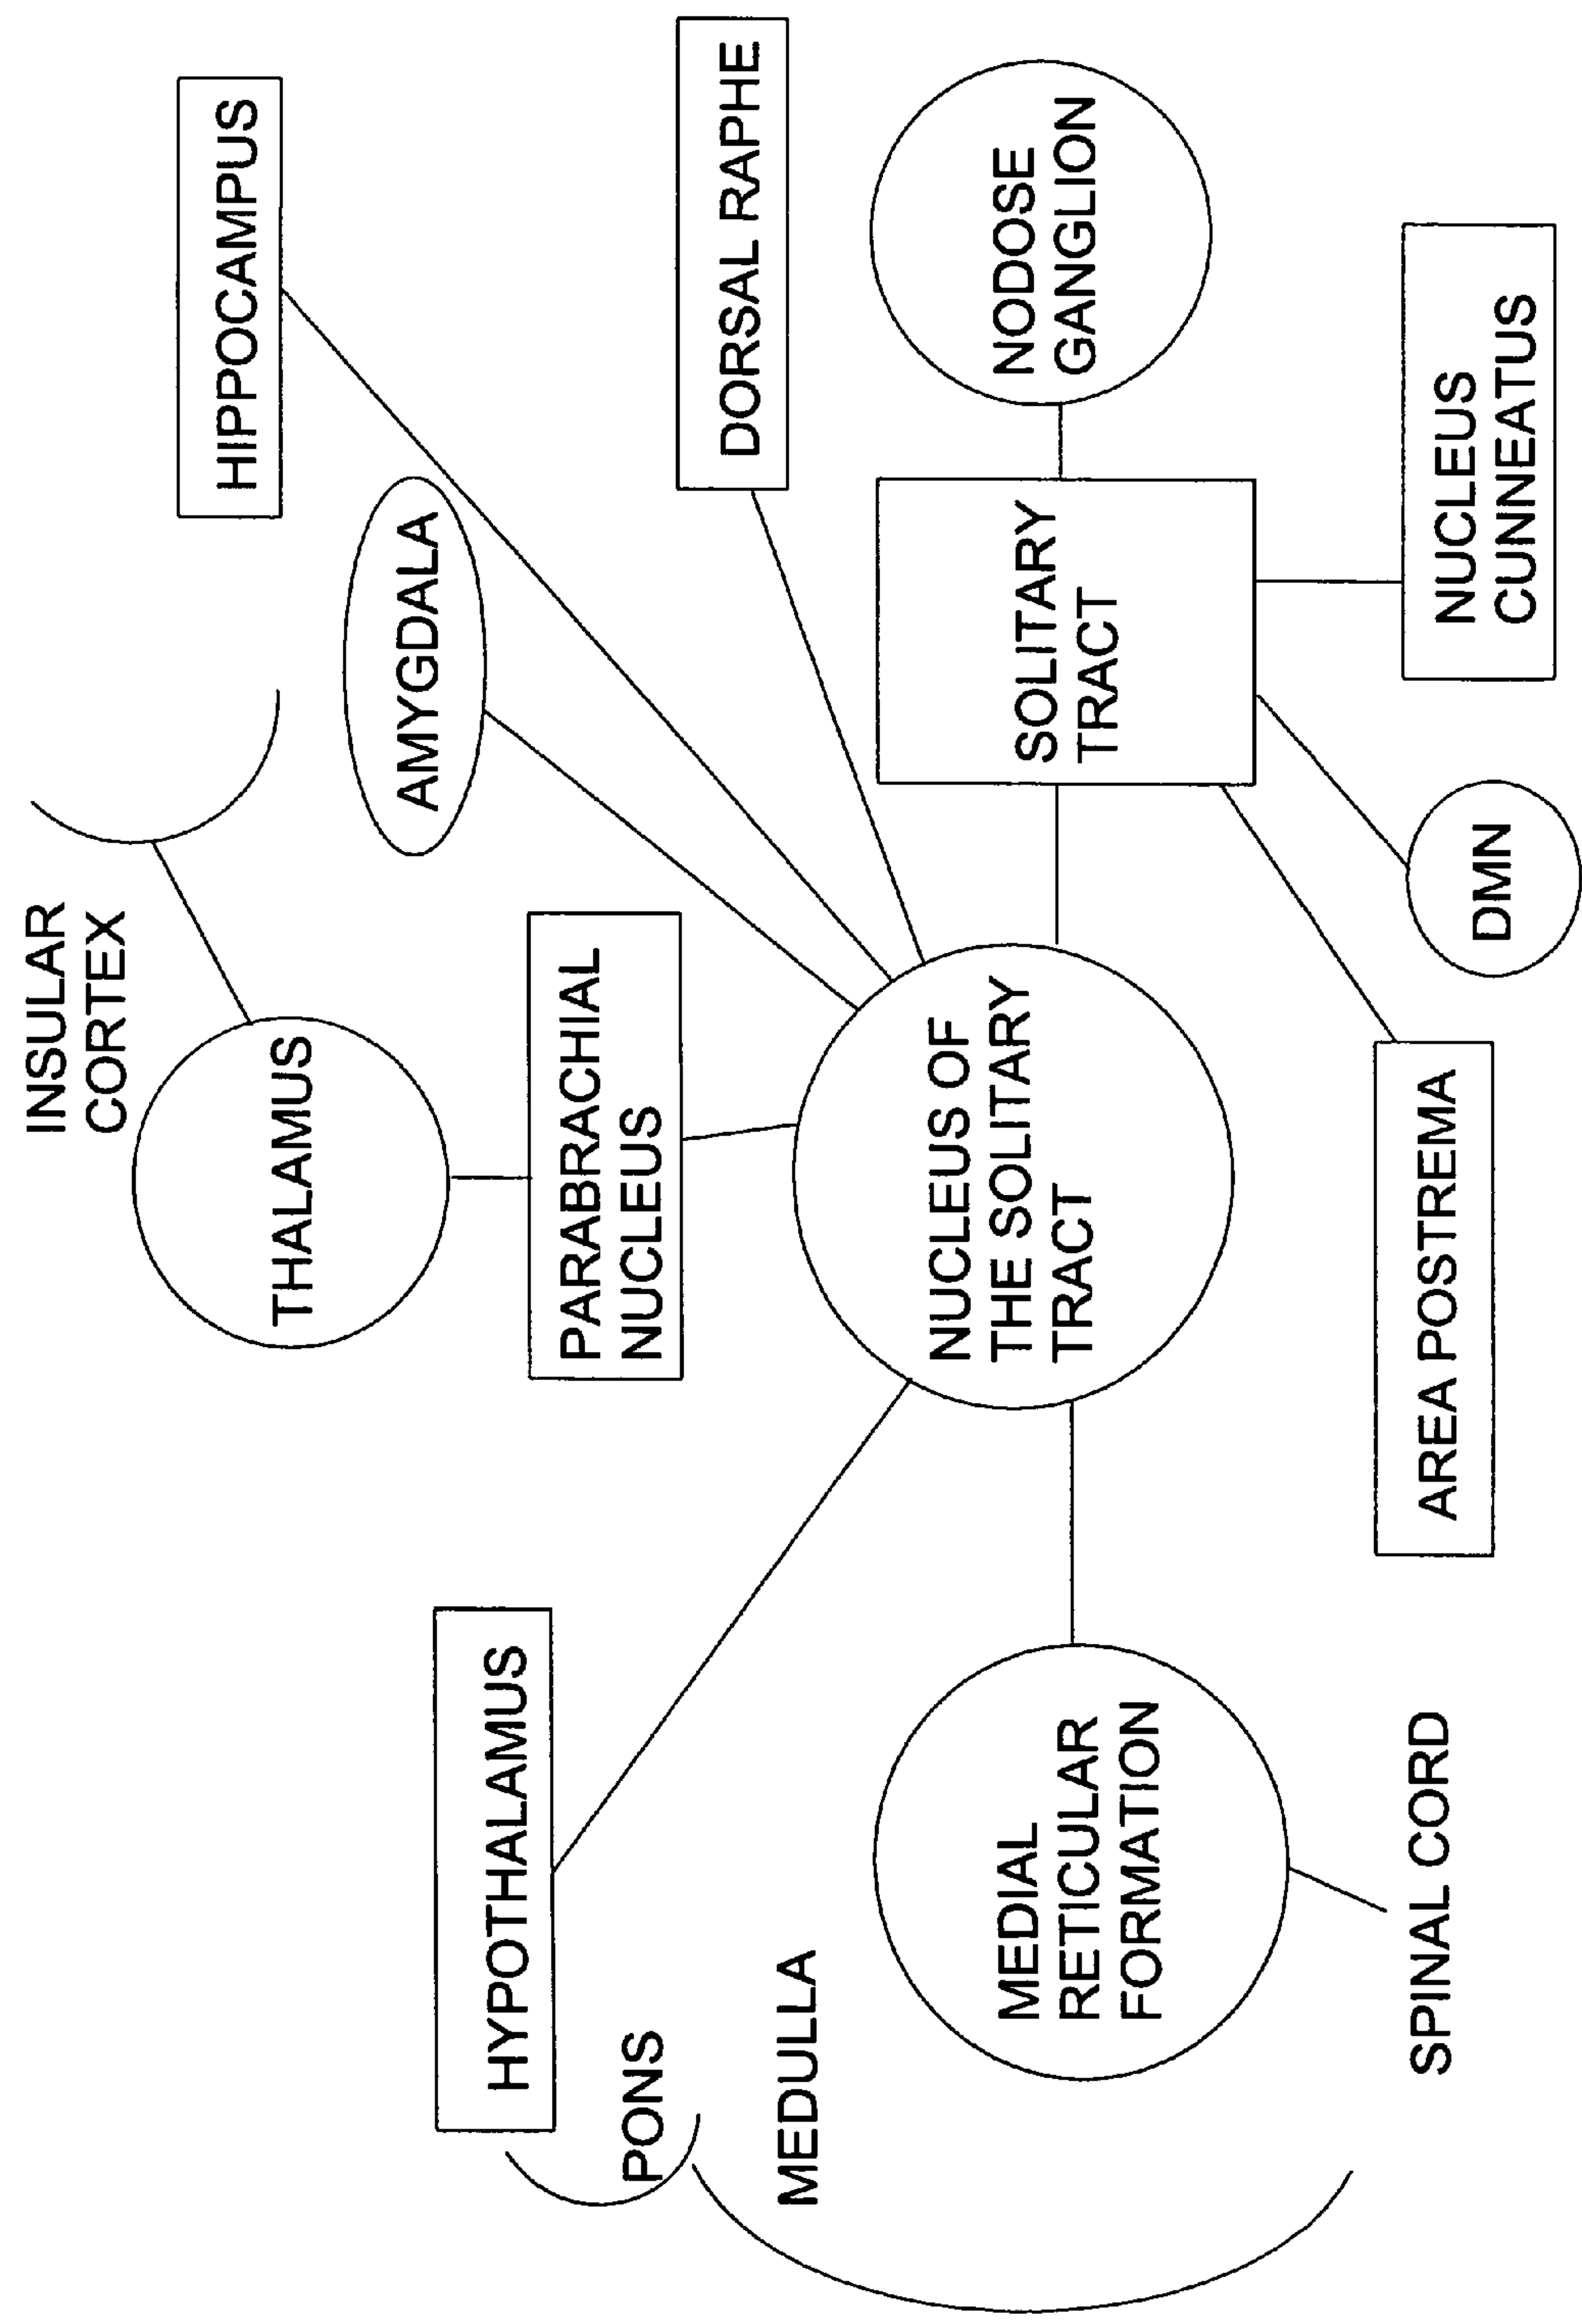 INSULAR
CORTEX
THALAMUS
HIPPOCAMPUS
AMYGDALA
HYPOTHALAMUS
PARABRACHIAL
NUCLEUS
DORSAL RAPHE
PONS
MEDULLA
NUCLEUS OF
THE SOLITARY
TRACT
SOLITARY
TRACT
NODOSE
GANGLION
MEDIAL
RETICULAR
FORMATION
SPINAL CORD
AREA POSTREMA
DMN
NUCLEUS
CUNNEATUS